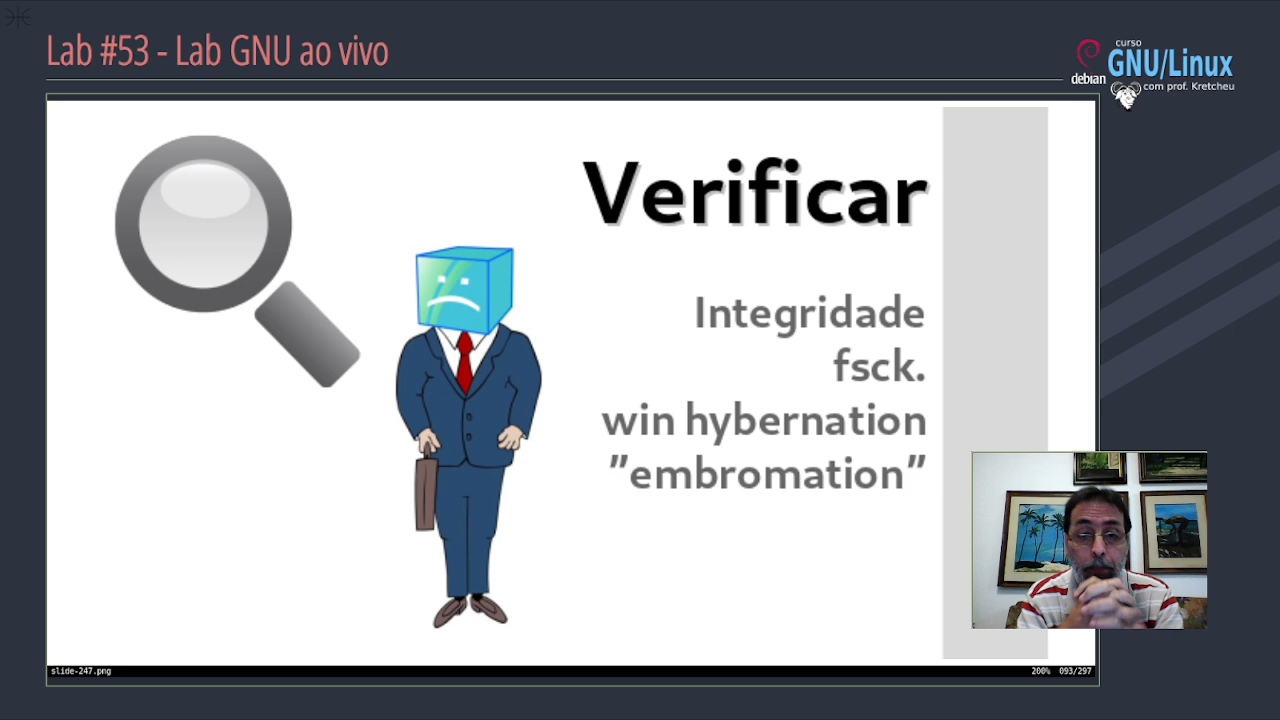 Lab #53 - Lab GNU ao vivo
curso
debian
GNU/Linux
com prof. Kretcheu
Verificar
Integridade
fsck.
win hybernation
"embromation"
slide-247.png
200% 093/297